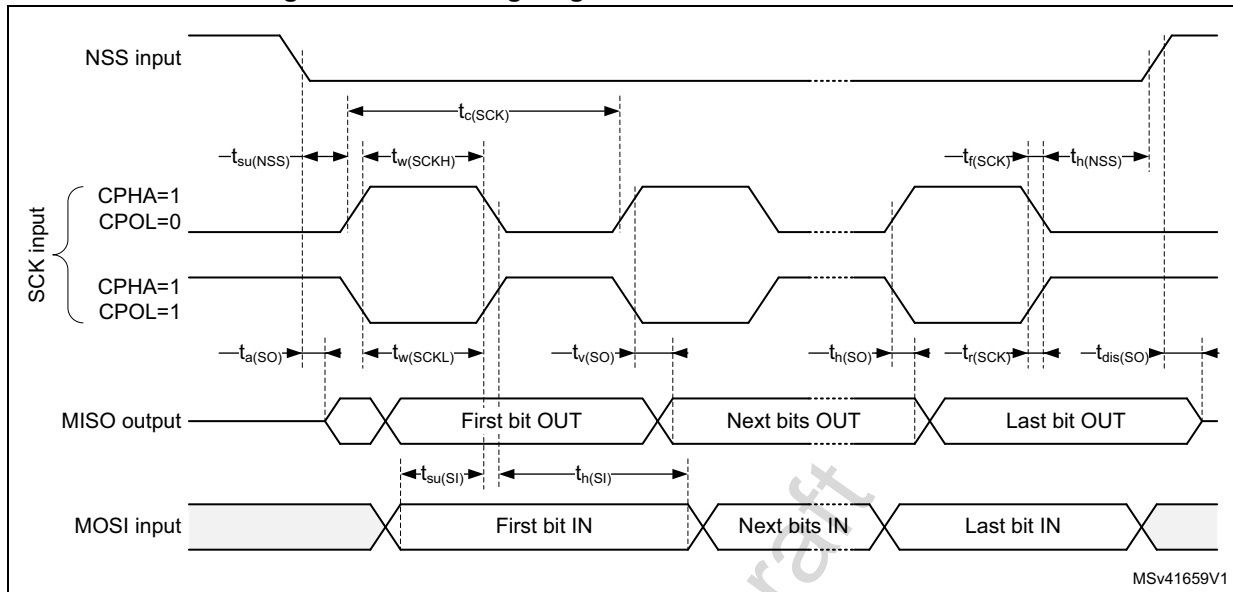 NSS input
tc(SCK)
tsu(NSS) tw(SCKH) tf(SCK) th(NSS)
SCK input
CPHA=1
CPOL=0
CPHA=1
CPOL=1
ta(SO) tw(SCKL) tv(SO) th(SO) tr(SCK) tdis(SO)
MISO output First bit OUT Next bits OUT Last bit OUT
tsu(SI) th(SI)
MOSI input First bit IN Next bits IN Last bit IN
MSv41659V1